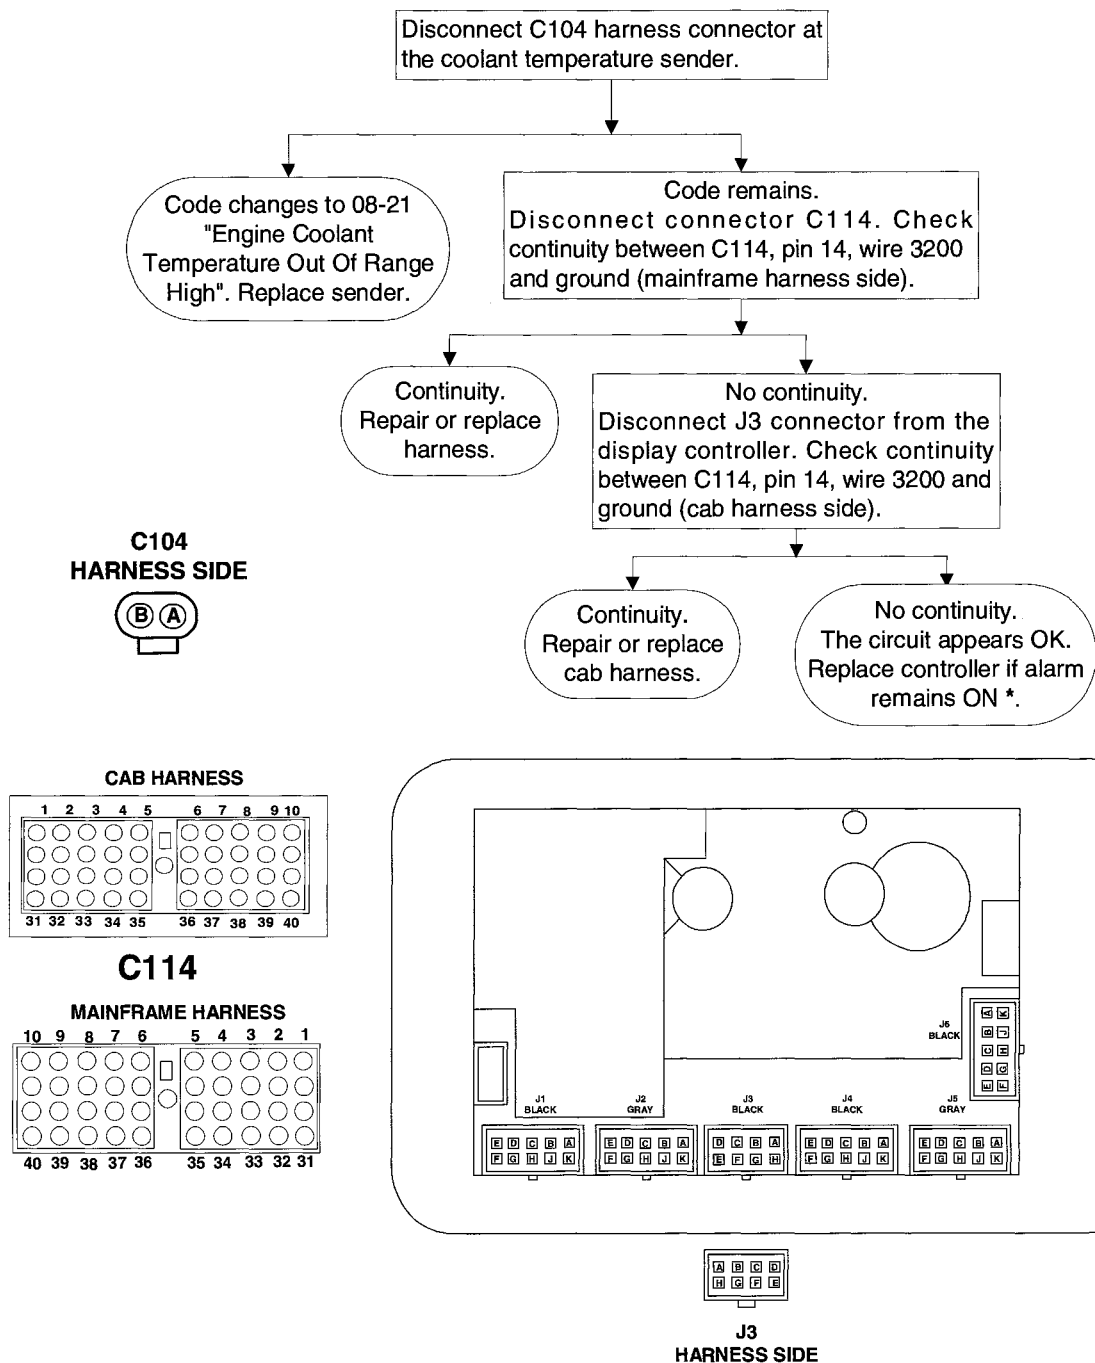 Disconnect C104 harness connector at
the coolant temperature sender.
Code changes to 08-21
"Engine Coolant
Temperature Out Of Range
High". Replace sender.
Code remains.
Disconnect connector C114. Check
continuity between C114, pin 14, wire 3200
and ground (mainframe harness side).
Continuity.
Repair or replace
harness.
No continuity.
Disconnect J3 connector from the
display controller. Check continuity
between C114, pin 14, wire 3200 and
ground (cab harness side).
Continuity.
Repair or replace
cab harness.
No continuity.
The circuit appears OK.
Replace controller if alarm
remains ON *.
C104
HARNESS SIDE
B A
CAB HARNESS
1 2 3 4 5 6 7 8 9 10
31 32 33 34 35 36 37 38 39 40
C114
MAINFRAME HARNESS
10 9 8 7 6 5 4 3 2 1
40 39 38 37 36 35 34 33 32 31
J6
BLACK
A K
B J
C H
D G
E F
J1
BLACK
E D C B A
F G H J K
J2
GRAY
E D C B A
F G H J K
J3
BLACK
D C B A
E F G H
J4
BLACK
E D C B A
F G H J K
J5
GRAY
E D C B A
F G H J K
A B C D
H G F E
J3
HARNESS SIDE